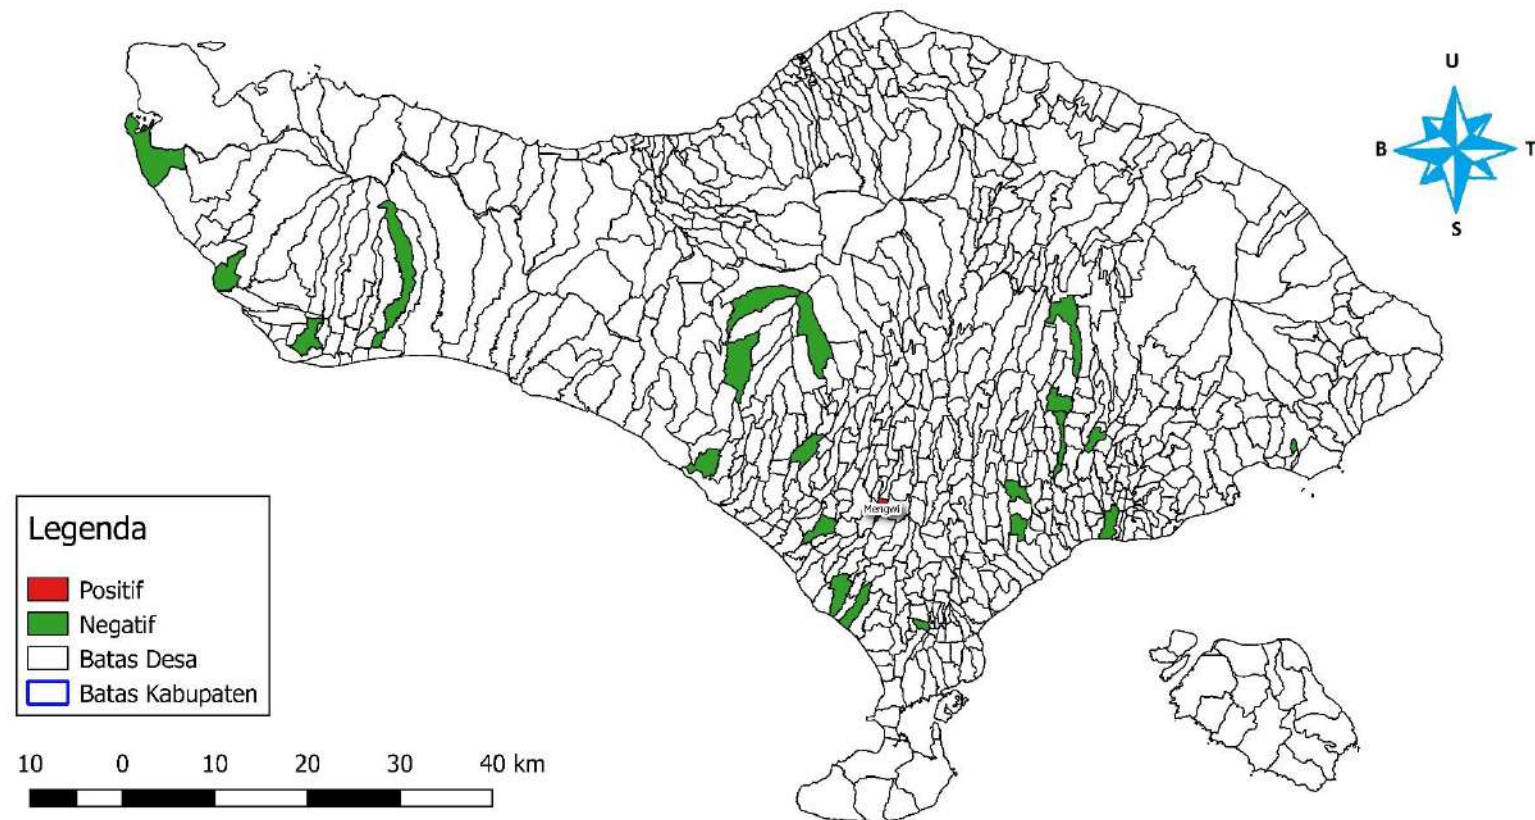 U
B T
S
Mengwi
Legenda
Positif
Negatif
Batas Desa
Batas Kabupaten
10 0 10 20 30 40 km